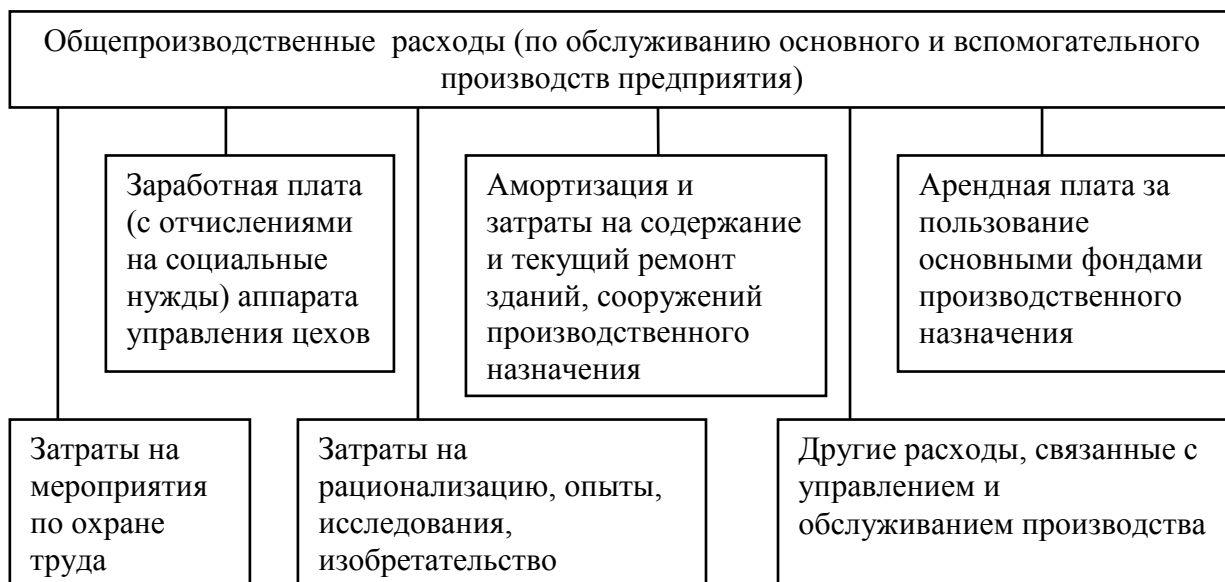 Общепроизводственные расходы (по обслуживанию основного и вспомогательного
производств предприятия)
Заработная плата
(с отчислениями
на социальные
нужды) аппарата
управления цехов
Амортизация и
затраты на содержание
и текущий ремонт
зданий, сооружений
производственного
назначения
Арендная плата за
пользование
основными фондами
производственного
назначения
Затраты на
мероприятия
по охране
труда
Затраты на
рационализацию, опыты,
исследования,
изобретательство
Другие расходы, связанные с
управлением и
обслуживанием производства